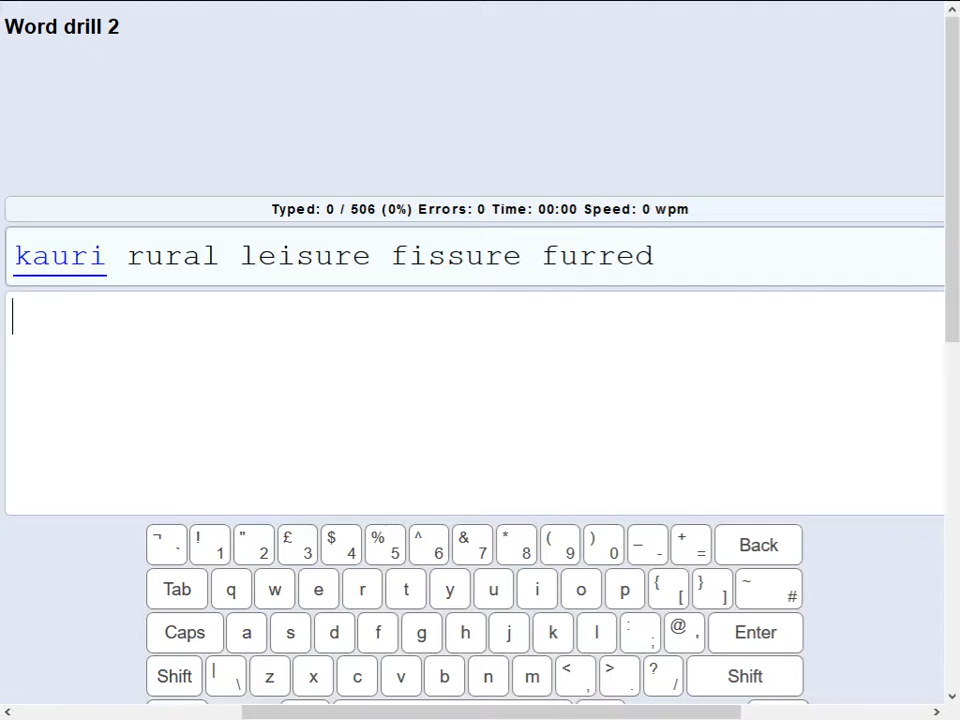 Word drill 2
Typed: 0 / 506 (0%) Errors: 0 Time: 00:00 Speed: 0 wpm
kauri rural leisure fissure furred
¬ ` ! 1 " 2 £ 3 $ 4 % 5 ^ 6 & 7 * 8 ( 9 ) 0 _ - + = Back
Tab q w e r t y u i o p { [ } ] ~ #
Caps a s d f g h j k l : ; @ ' Enter
Shift | \ z x c v b n m < , > . ? / Shift